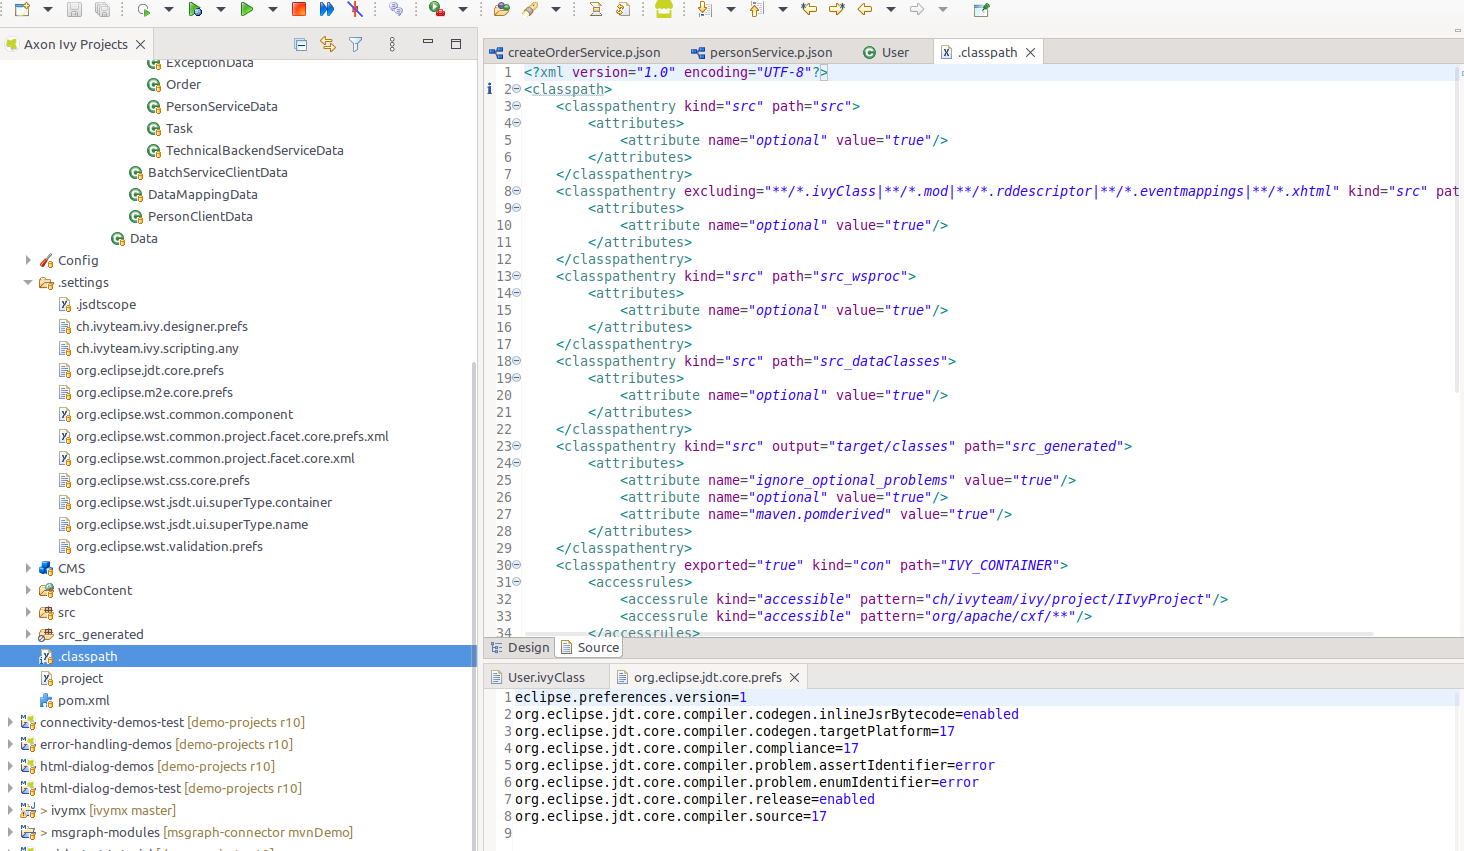 Axon Ivy Projects
ExceptionData
Order
PersonServiceData
Task
TechnicalBackendServiceData
BatchServiceClientData
DataMappingData
PersonClientData
Data
Config
.settings
.jsdtscope
ch.ivyteam.ivy.designer.prefs
ch.ivyteam.ivy.scripting.any
org.eclipse.jdt.core.prefs
org.eclipse.m2e.core.prefs
org.eclipse.wst.common.component
org.eclipse.wst.common.project.facet.core.prefs.xml
org.eclipse.wst.common.project.facet.core.xml
org.eclipse.wst.css.core.prefs
org.eclipse.wst.jsdt.ui.superType.container
org.eclipse.wst.jsdt.ui.superType.name
org.eclipse.wst.validation.prefs
CMS
webContent
src
src_generated
.classpath
.project
pom.xml
connectivity-demos-test [demo-projects r10]
error-handling-demos [demo-projects r10]
html-dialog-demos [demo-projects r10]
html-dialog-demos-test [demo-projects r10]
> ivymx [ivymx master]
> msgraph-modules [msgraph-connector mvnDemo]
createOrderService.p.json personService.p.json User .classpath
1 <?xml version="1.0" encoding="UTF-8"?>
2 <classpath>
3 <classpathentry kind="src" path="src">
4 <attributes>
5 <attribute name="optional" value="true"/>
6 </attributes>
7 </classpathentry>
8 <classpathentry excluding="**/*.ivyClass|**/*.mod|**/*.rddescriptor|**/*.eventmappings|**/*.xhtml" kind="src" pat
9 <attributes>
10 <attribute name="optional" value="true"/>
11 </attributes>
12 </classpathentry>
13 <classpathentry kind="src" path="src_wsproc">
14 <attributes>
15 <attribute name="optional" value="true"/>
16 </attributes>
17 </classpathentry>
18 <classpathentry kind="src" path="src_dataClasses">
19 <attributes>
20 <attribute name="optional" value="true"/>
21 </attributes>
22 </classpathentry>
23 <classpathentry kind="src" output="target/classes" path="src_generated">
24 <attributes>
25 <attribute name="ignore_optional_problems" value="true"/>
26 <attribute name="optional" value="true"/>
27 <attribute name="maven.pomderived" value="true"/>
28 </attributes>
29 </classpathentry>
30 <classpathentry exported="true" kind="con" path="IVY_CONTAINER">
31 <accessrules>
32 <accessrule kind="accessible" pattern="ch/ivyteam/ivy/project/IIvyProject"/>
33 <accessrule kind="accessible" pattern="org/apache/cxf/**"/>
34 </accessrules>
Design Source
User.ivyClass org.eclipse.jdt.core.prefs
1 eclipse.preferences.version=1
2 org.eclipse.jdt.core.compiler.codegen.inlineJsrBytecode=enabled
3 org.eclipse.jdt.core.compiler.codegen.targetPlatform=17
4 org.eclipse.jdt.core.compiler.compliance=17
5 org.eclipse.jdt.core.compiler.problem.assertIdentifier=error
6 org.eclipse.jdt.core.compiler.problem.enumIdentifier=error
7 org.eclipse.jdt.core.compiler.release=enabled
8 org.eclipse.jdt.core.compiler.source=17
9